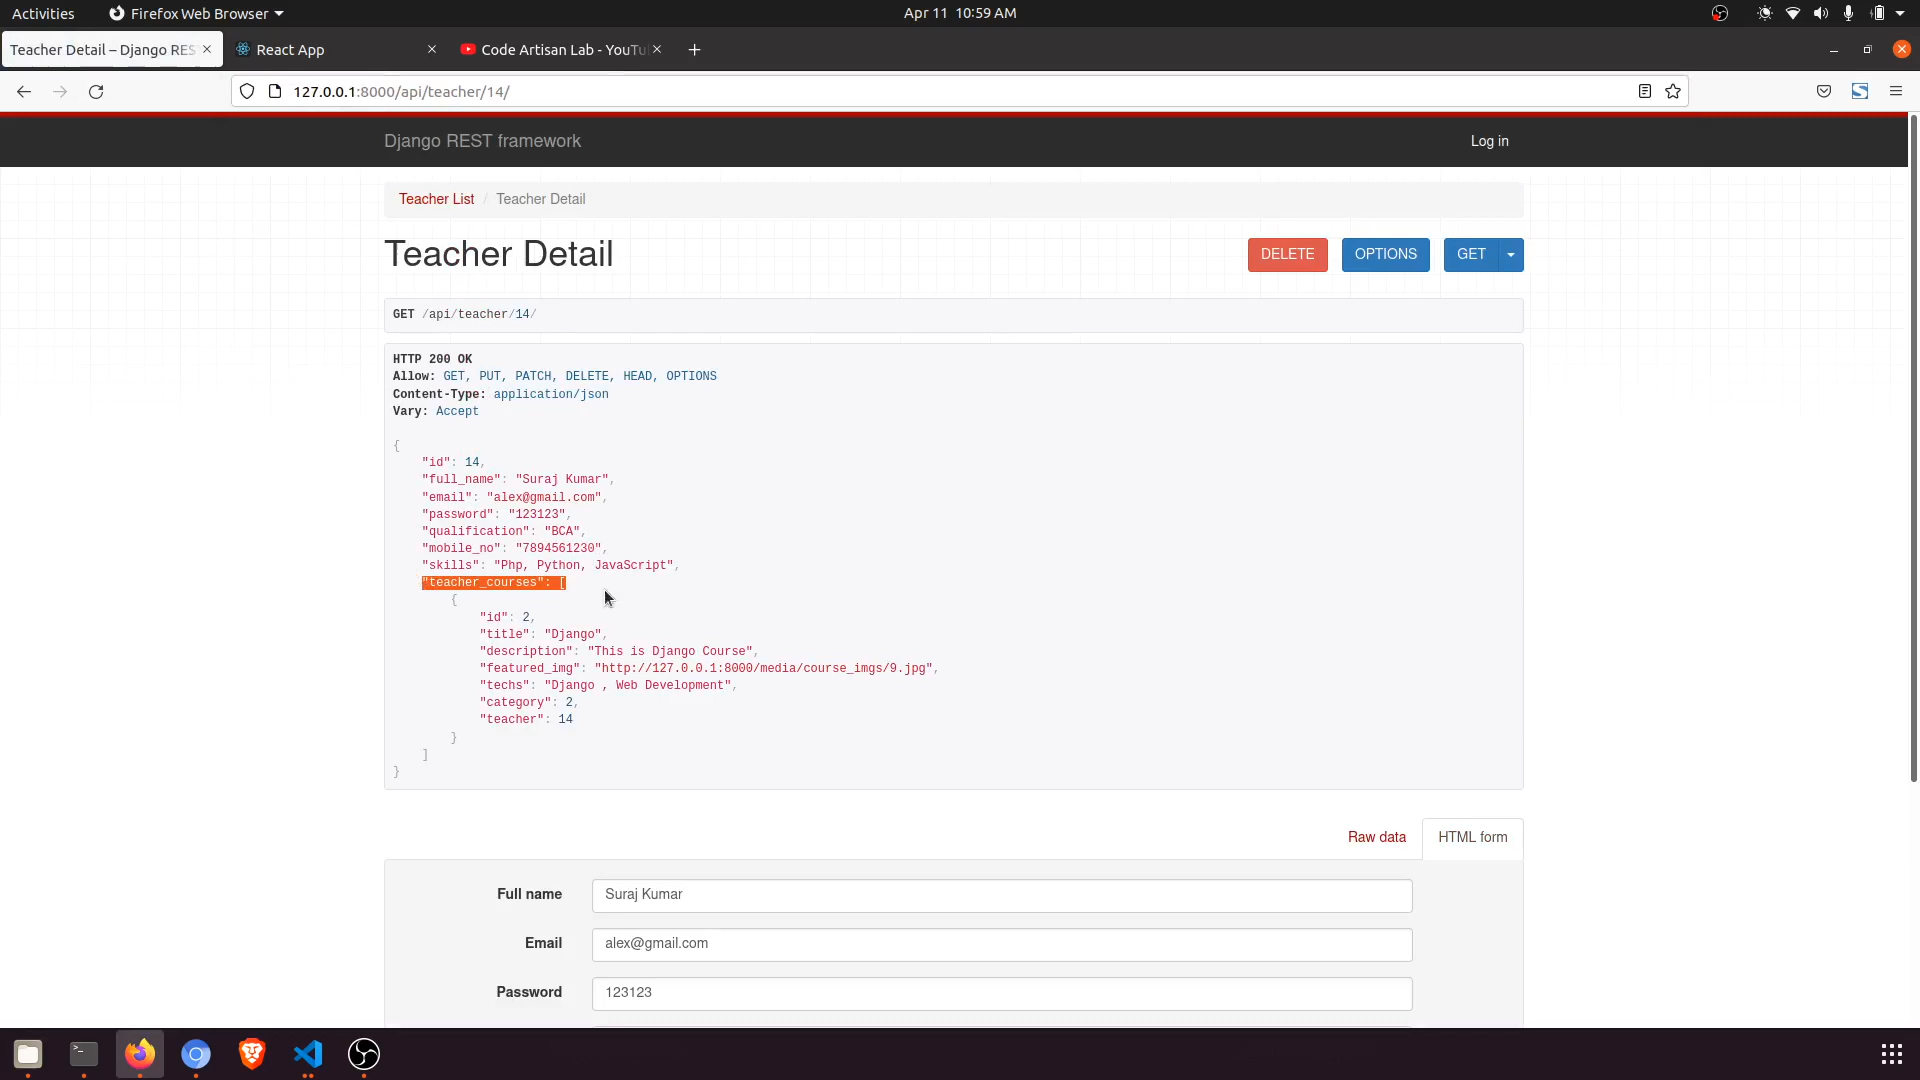 Activities
Firefox Web Browser
Apr 11 10:59 AM
Teacher Detail – Django RES
React App
Code Artisan Lab - YouTu
127.0.0.1:8000/api/teacher/14/
Django REST framework
Log in
Teacher List / Teacher Detail
Teacher Detail
DELETE
OPTIONS
GET
GET /api/teacher/14/
HTTP 200 OK
Allow: GET, PUT, PATCH, DELETE, HEAD, OPTIONS
Content-Type: application/json
Vary: Accept
{
"id": 14,
"full_name": "Suraj Kumar",
"email": "alex@gmail.com",
"password": "123123",
"qualification": "BCA",
"mobile_no": "7894561230",
"skills": "Php, Python, JavaScript",
"teacher_courses": [
{
"id": 2,
"title": "Django",
"description": "This is Django Course",
"featured_img": "http://127.0.0.1:8000/media/course_imgs/9.jpg",
"techs": "Django , Web Development",
"category": 2,
"teacher": 14
}
]
}
Raw data
HTML form
Full name
Suraj Kumar
Email
alex@gmail.com
Password
123123